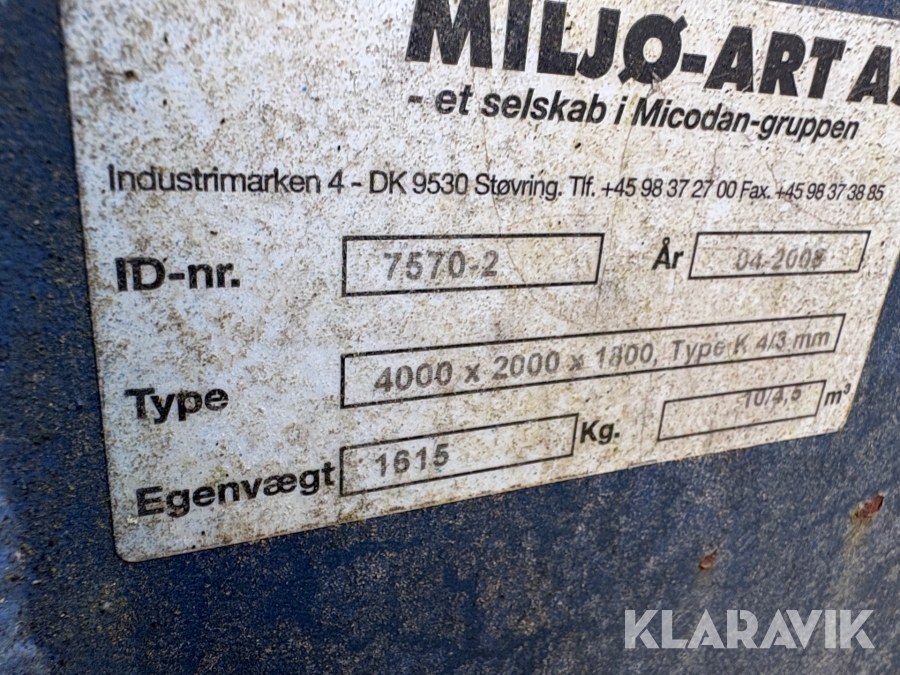 MILJØ-ART
- et selskab i Micodan-gruppen
Industrimarken 4 - DK 9530 Støvring. Tlf. +45 98 37 27 00 Fax. +45 98 37 38 85
ID-nr. 7570-2 År 04-2008
Type 4000 x 2000 x 1800, Type K 4/3 mm
Egenvægt 1615 Kg. 10/4,5 m³
KLARAVIK